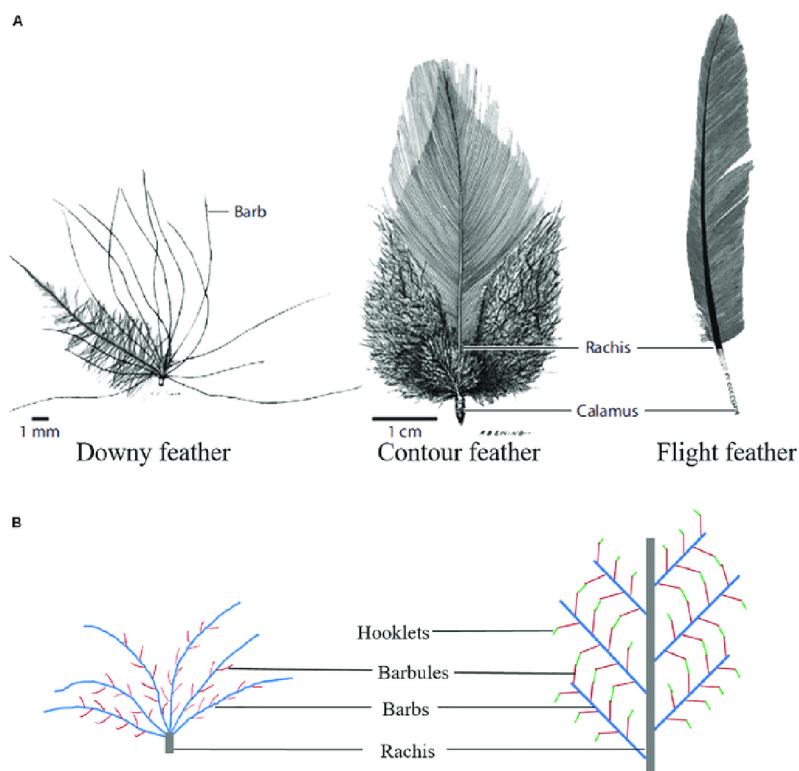 A
Barb
Rachis
Calamus
1 mm
1 cm
Downy feather
Contour feather
Flight feather
B
Hooklets
Barbules
Barbs
Rachis